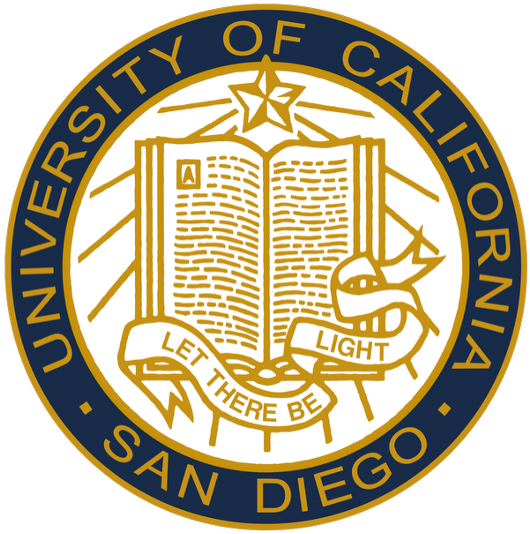 UNIVERSITY OF CALIFORNIA
SAN DIEGO
A
LET THERE BE
LIGHT